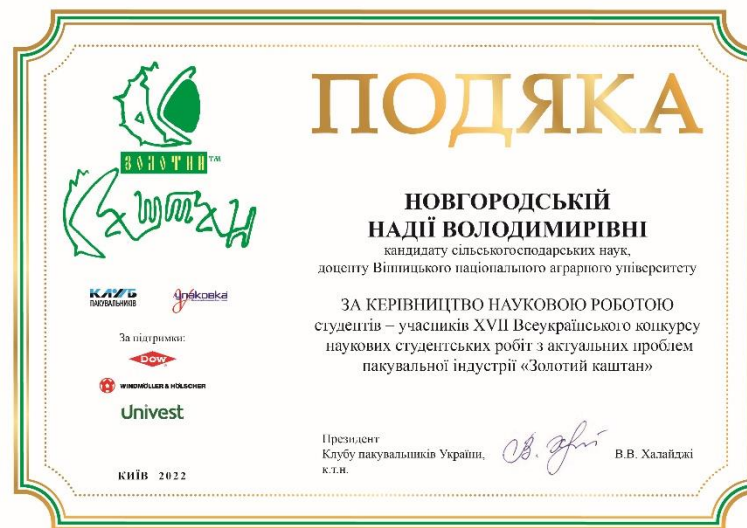 ЗОЛОТИЙ™
Каштан
КЛУБ
ПАКУВАЛЬНИКІВ
упаковка
За підтримки:
Dow
WINDMÖLLER & HÖLSCHER
Univest
КИЇВ 2022
ПОДЯКА
НОВГОРОДСЬКІЙ
НАДІЇ ВОЛОДИМИРІВНІ
кандидату сільськогосподарських наук,
доценту Вінницького національного аграрного університету
ЗА КЕРІВНИЦТВО НАУКОВОЮ РОБОТОЮ
студентів – учасників XVII Всеукраїнського конкурсу
наукових студентських робіт з актуальних проблем
пакувальної індустрії «Золотий каштан»
Президент
Клубу пакувальників України,
к.т.н.
В.В. Халайджі